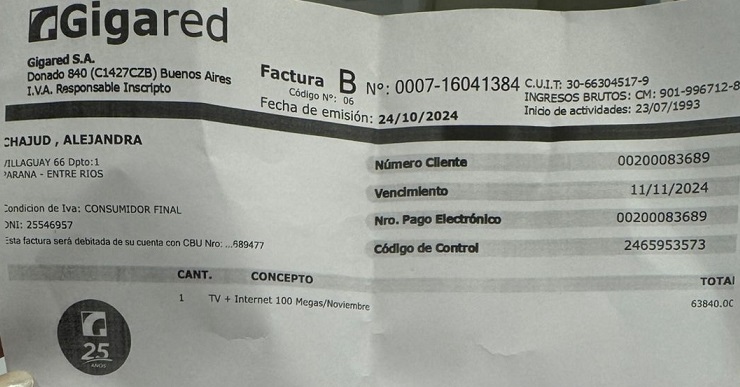 Gigared
Gigared S.A.
Donado 840 (C1427CZB) Buenos Aires
I.V.A. Responsable Inscripto
Factura B Nº: 0007-16041384
Código Nº: 06
Fecha de emisión: 24/10/2024
C.U.I.T: 30-66304517-9
INGRESOS BRUTOS: CM: 901-996712-8
Inicio de actividades: 23/07/1993
CHAJUD , ALEJANDRA
VILLAGUAY 66 Dpto:1
PARANA - ENTRE RIOS
Condicion de Iva: CONSUMIDOR FINAL
DNI: 25546957
Esta factura será debitada de su cuenta con CBU Nro: ...689477
Número Cliente 00200083689
Vencimiento 11/11/2024
Nro. Pago Electrónico 00200083689
Código de Control 2465953573
CANT. CONCEPTO TOTAL
1 TV + Internet 100 Megas/Noviembre 63840.00
25
AÑOS